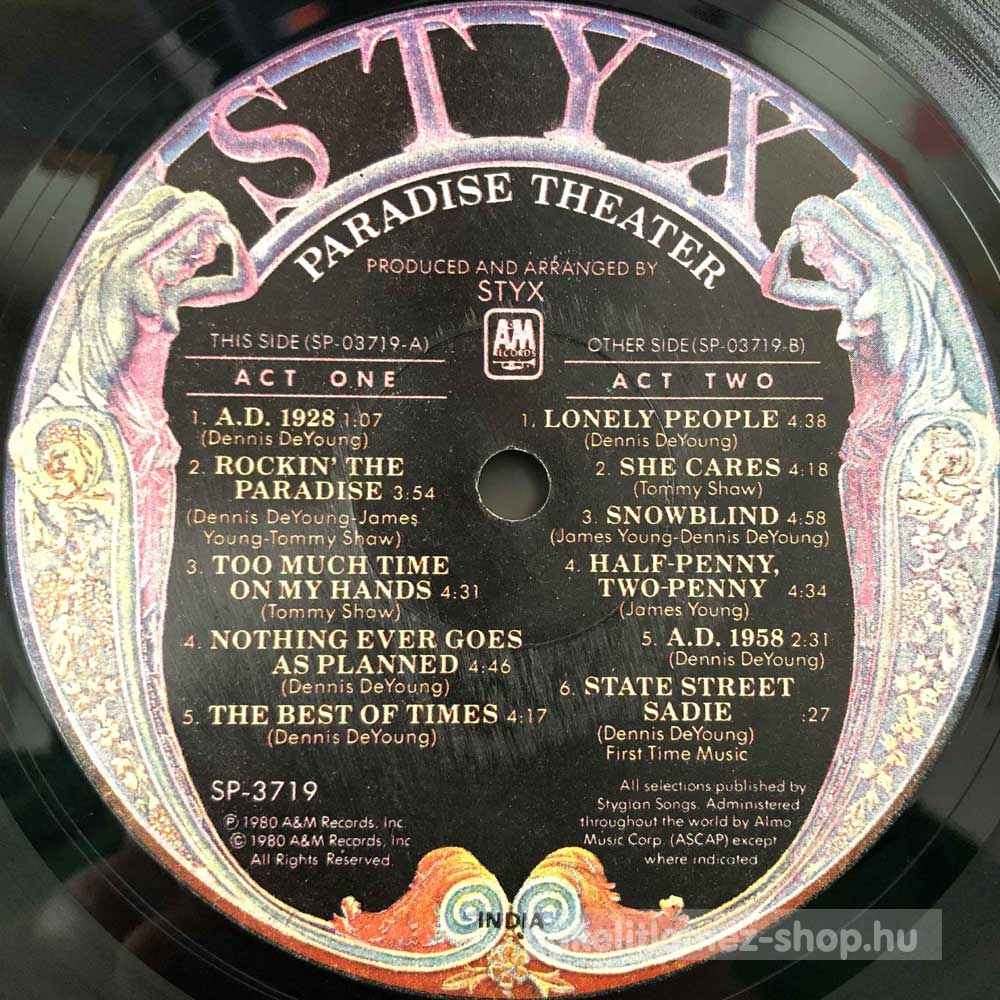 STYX
PARADISE THEATER
PRODUCED AND ARRANGED BY
STYX
A&M
RECORDS
THIS SIDE (SP-03719-A)
ACT ONE
1. A.D. 1928 1:07
(Dennis DeYoung)
2. ROCKIN' THE
PARADISE 3:54
(Dennis DeYoung-James
Young-Tommy Shaw)
3. TOO MUCH TIME
ON MY HANDS 4:31
(Tommy Shaw)
4. NOTHING EVER GOES
AS PLANNED 4:46
(Dennis DeYoung)
5. THE BEST OF TIMES 4:17
(Dennis DeYoung)
SP-3719
℗ 1980 A&M Records, Inc.
© 1980 A&M Records, Inc
All Rights Reserved.
OTHER SIDE (SP-03719-B)
ACT TWO
1. LONELY PEOPLE 4:38
(Dennis DeYoung)
2. SHE CARES 4:18
(Tommy Shaw)
3. SNOWBLIND 4:58
(James Young-Dennis DeYoung)
4. HALF-PENNY,
TWO-PENNY 4:34
(James Young)
5. A.D. 1958 2:31
(Dennis DeYoung)
6. STATE STREET
SADIE :27
(Dennis DeYoung)
First Time Music
All selections published by
Stygian Songs. Administered
throughout the world by Almo
Music Corp. (ASCAP) except
where indicated
INDIA